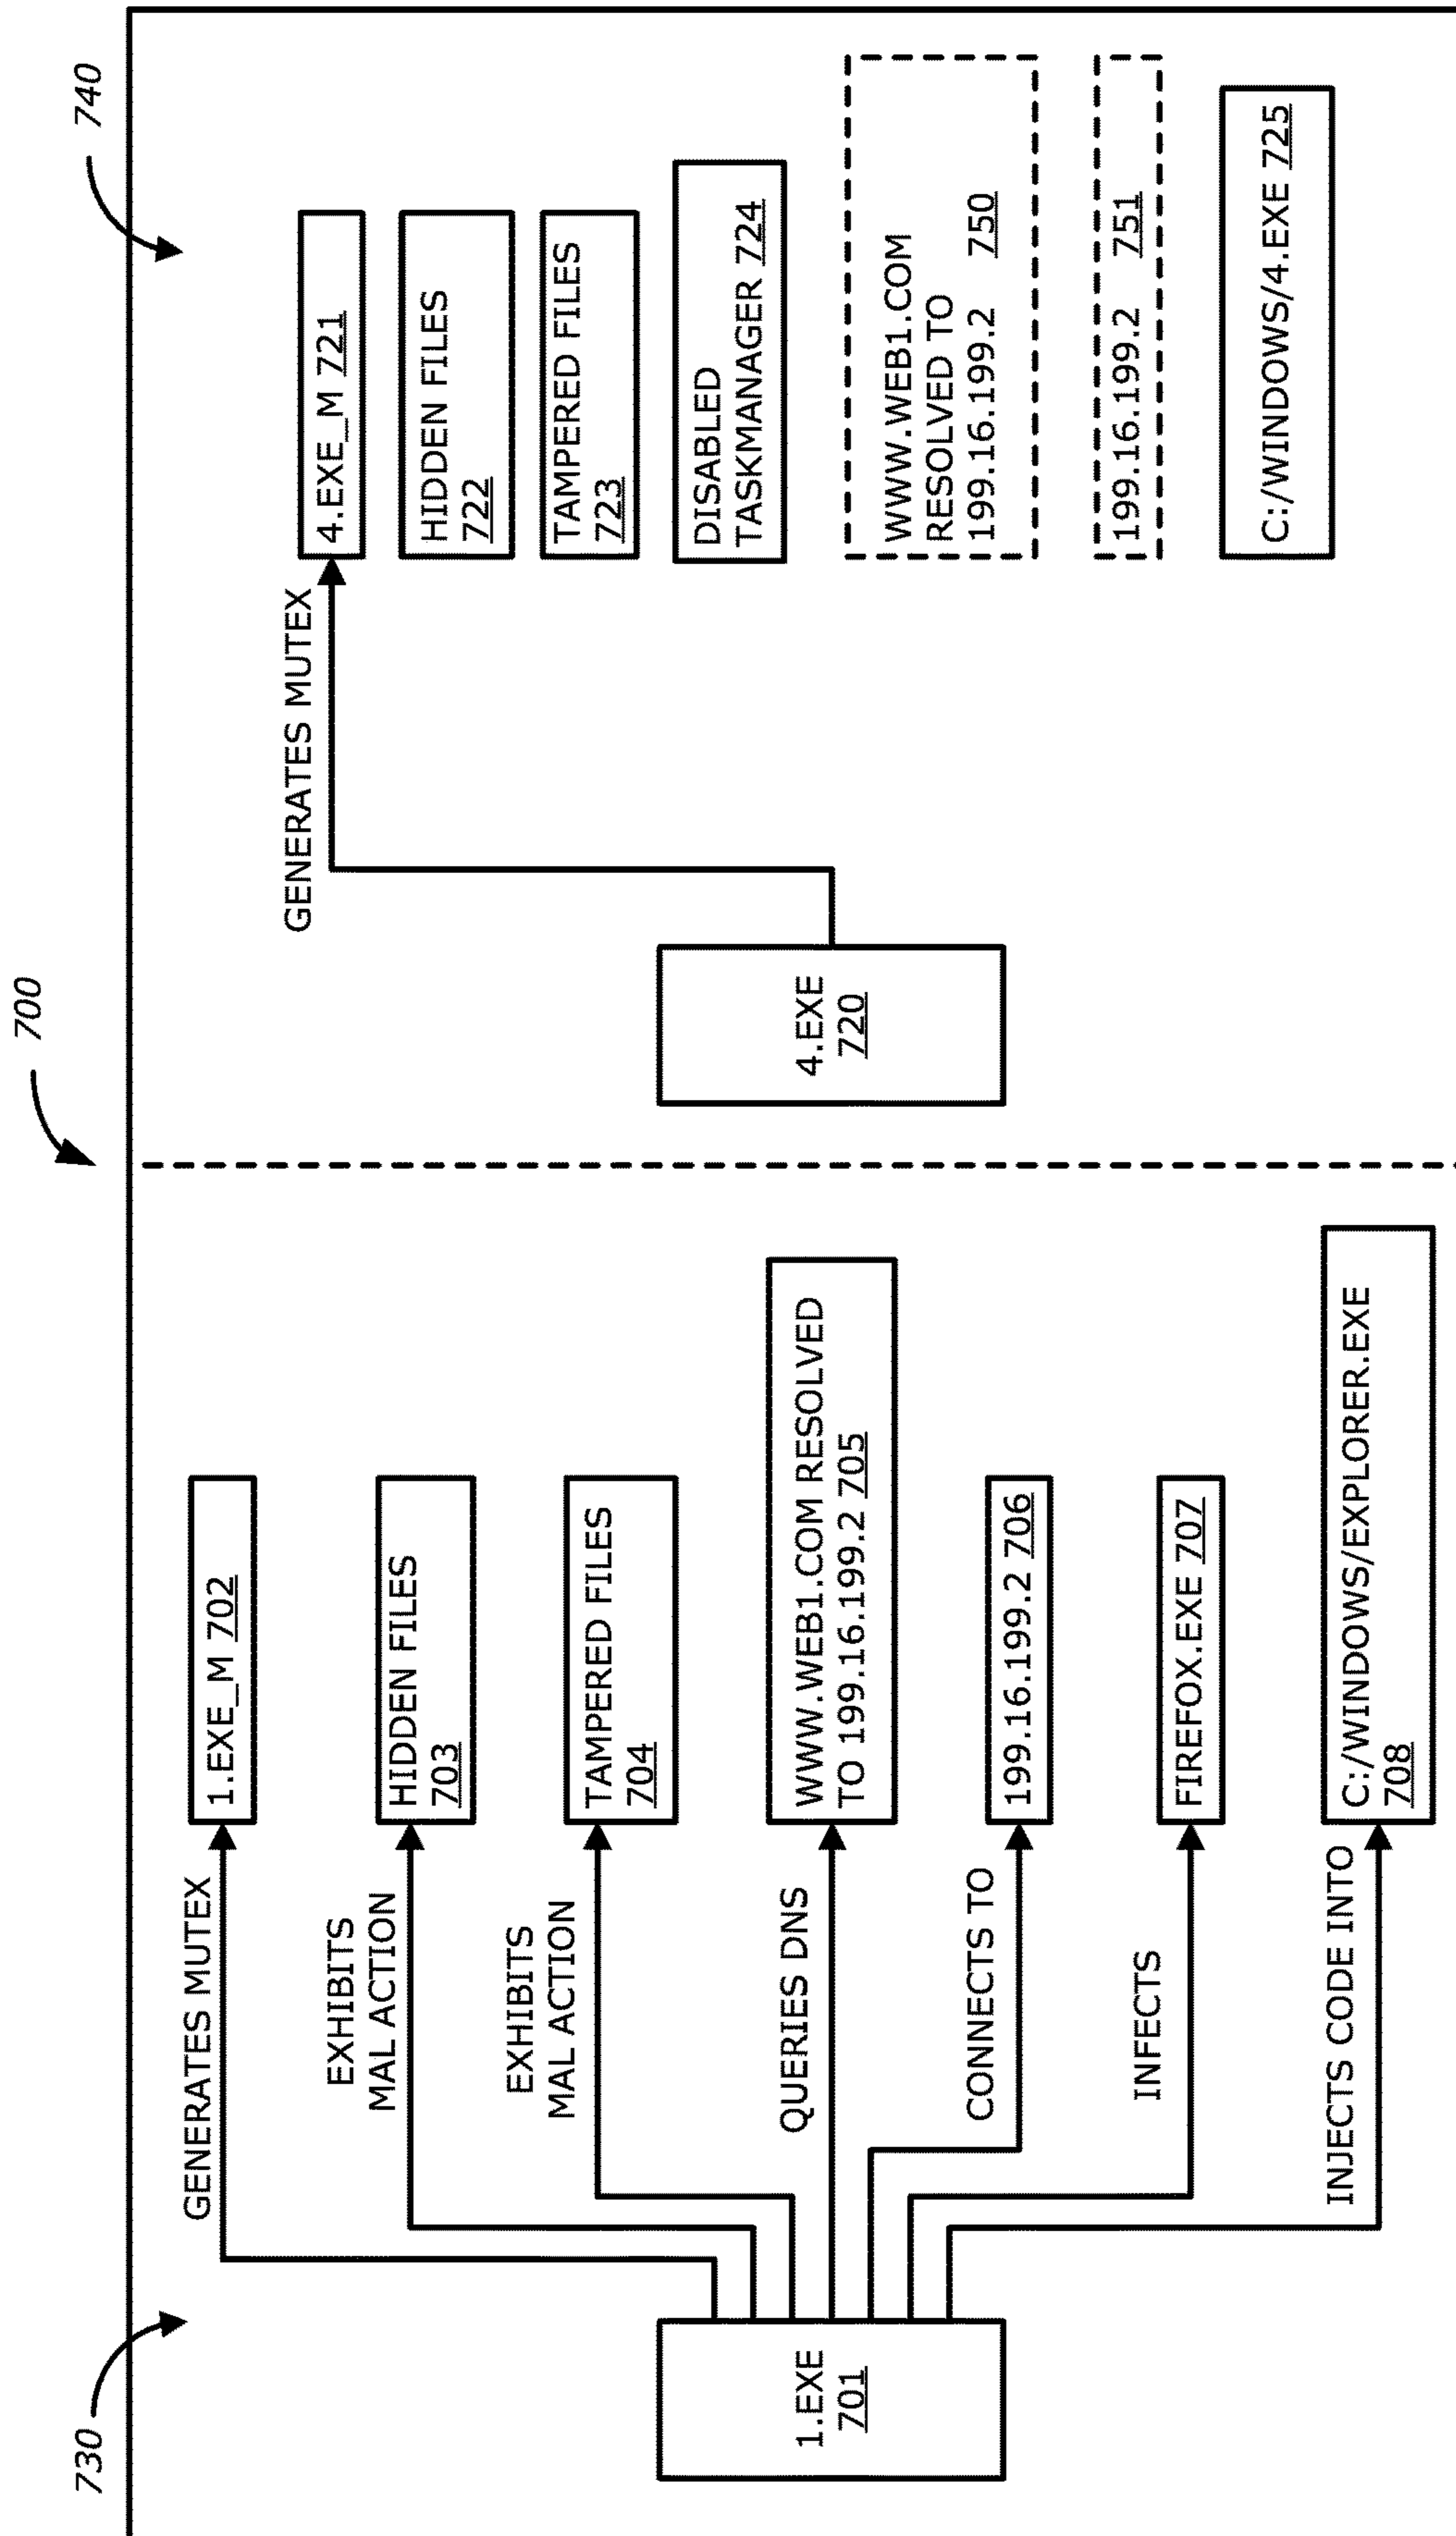 700
730
GENERATES MUTEX
1.EXE_M 702
EXHIBITS
MAL ACTION
HIDDEN FILES
703
EXHIBITS
MAL ACTION
TAMPERED FILES
704
1.EXE
701
QUERIES DNS
WWW.WEB1.COM RESOLVED
TO 199.16.199.2 705
CONNECTS TO
199.16.199.2 706
INFECTS
FIREFOX.EXE 707
INJECTS CODE INTO
C:/WINDOWS/EXPLORER.EXE
708
740
GENERATES MUTEX
4.EXE_M 721
HIDDEN FILES
722
TAMPERED FILES
723
DISABLED
TASKMANAGER 724
4.EXE
720
WWW.WEB1.COM
RESOLVED TO
199.16.199.2 750
199.16.199.2 751
C:/WINDOWS/4.EXE 725